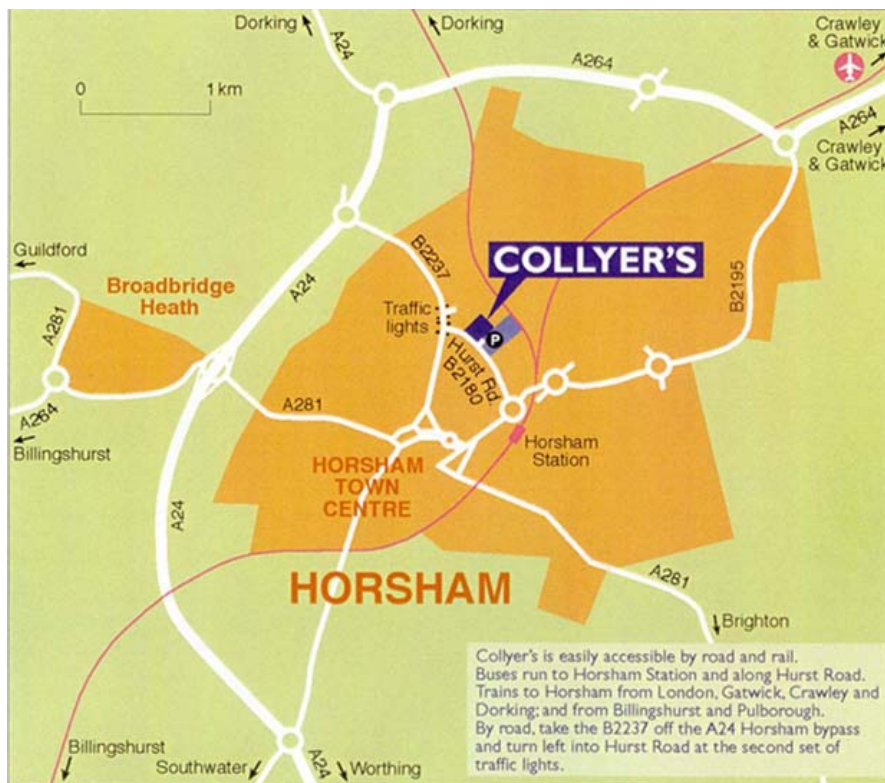 Dorking
A24
Dorking
Crawley
& Gatwick
0 1 km
A264
A264
Crawley
& Gatwick
Guildford
Broadbridge
Heath
A24
B2237
COLLYER'S
B2195
A281
Traffic
lights
P
Hurst Rd.
B2180
A264
Billingshurst
A281
Horsham
Station
HORSHAM
TOWN
CENTRE
A24
HORSHAM
A281
Brighton
Collyer's is easily accessible by road and rail.
Buses run to Horsham Station and along Hurst Road.
Trains to Horsham from London, Gatwick, Crawley and
Dorking; and from Billingshurst and Pulborough.
By road, take the B2237 off the A24 Horsham bypass
and turn left into Hurst Road at the second set of
traffic lights.
Billingshurst
Southwater
A24
Worthing